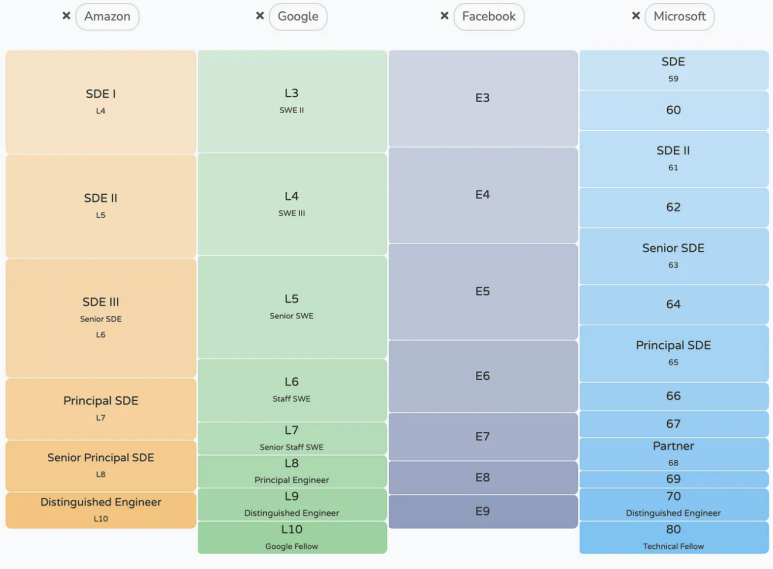 × Amazon
× Google
× Facebook
× Microsoft
SDE I
L4
SDE II
L5
SDE III
Senior SDE
L6
Principal SDE
L7
Senior Principal SDE
L8
Distinguished Engineer
L10
L3
SWE II
L4
SWE III
L5
Senior SWE
L6
Staff SWE
L7
Senior Staff SWE
L8
Principal Engineer
L9
Distinguished Engineer
L10
Google Fellow
E3
E4
E5
E6
E7
E8
E9
SDE
59
60
SDE II
61
62
Senior SDE
63
64
Principal SDE
65
66
67
Partner
68
69
70
Distinguished Engineer
80
Technical Fellow